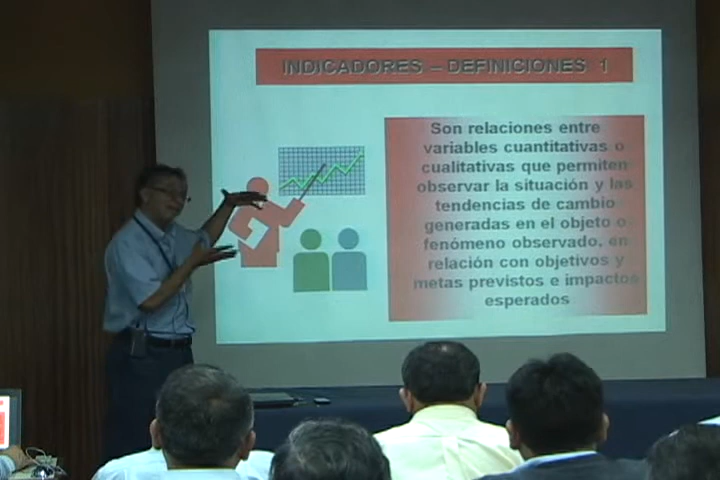 INDICADORES – DEFINICIONES 1
Son relaciones entre
variables cuantitativas o
cualitativas que permiten
observar la situación y las
tendencias de cambio
generadas en el objeto o
fenómeno observado, en
relación con objetivos y
metas previstos e impactos
esperados